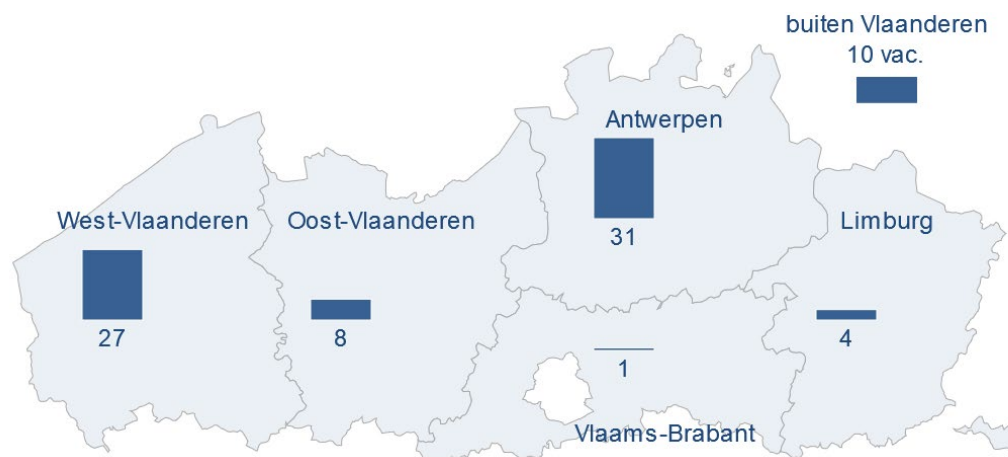 buiten Vlaanderen
10 vac.
Antwerpen
31
West-Vlaanderen
27
Oost-Vlaanderen
8
Limburg
4
1
Vlaams-Brabant